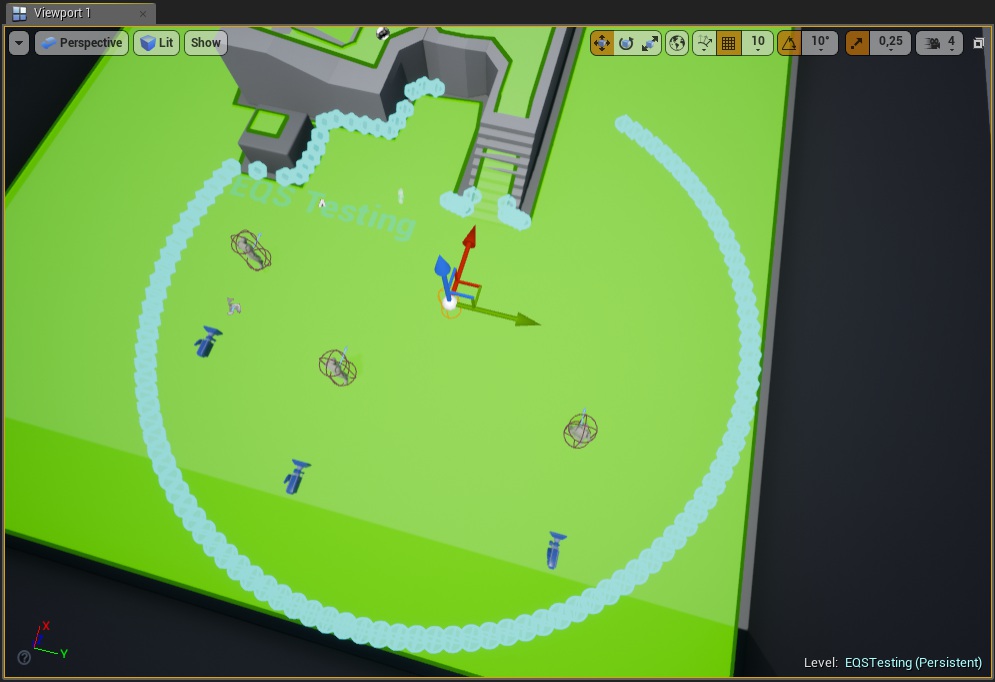 Viewport 1
Perspective
Lit
Show
10
10°
0,25
4
EQS Testing
X
Y
Level: EQSTesting (Persistent)